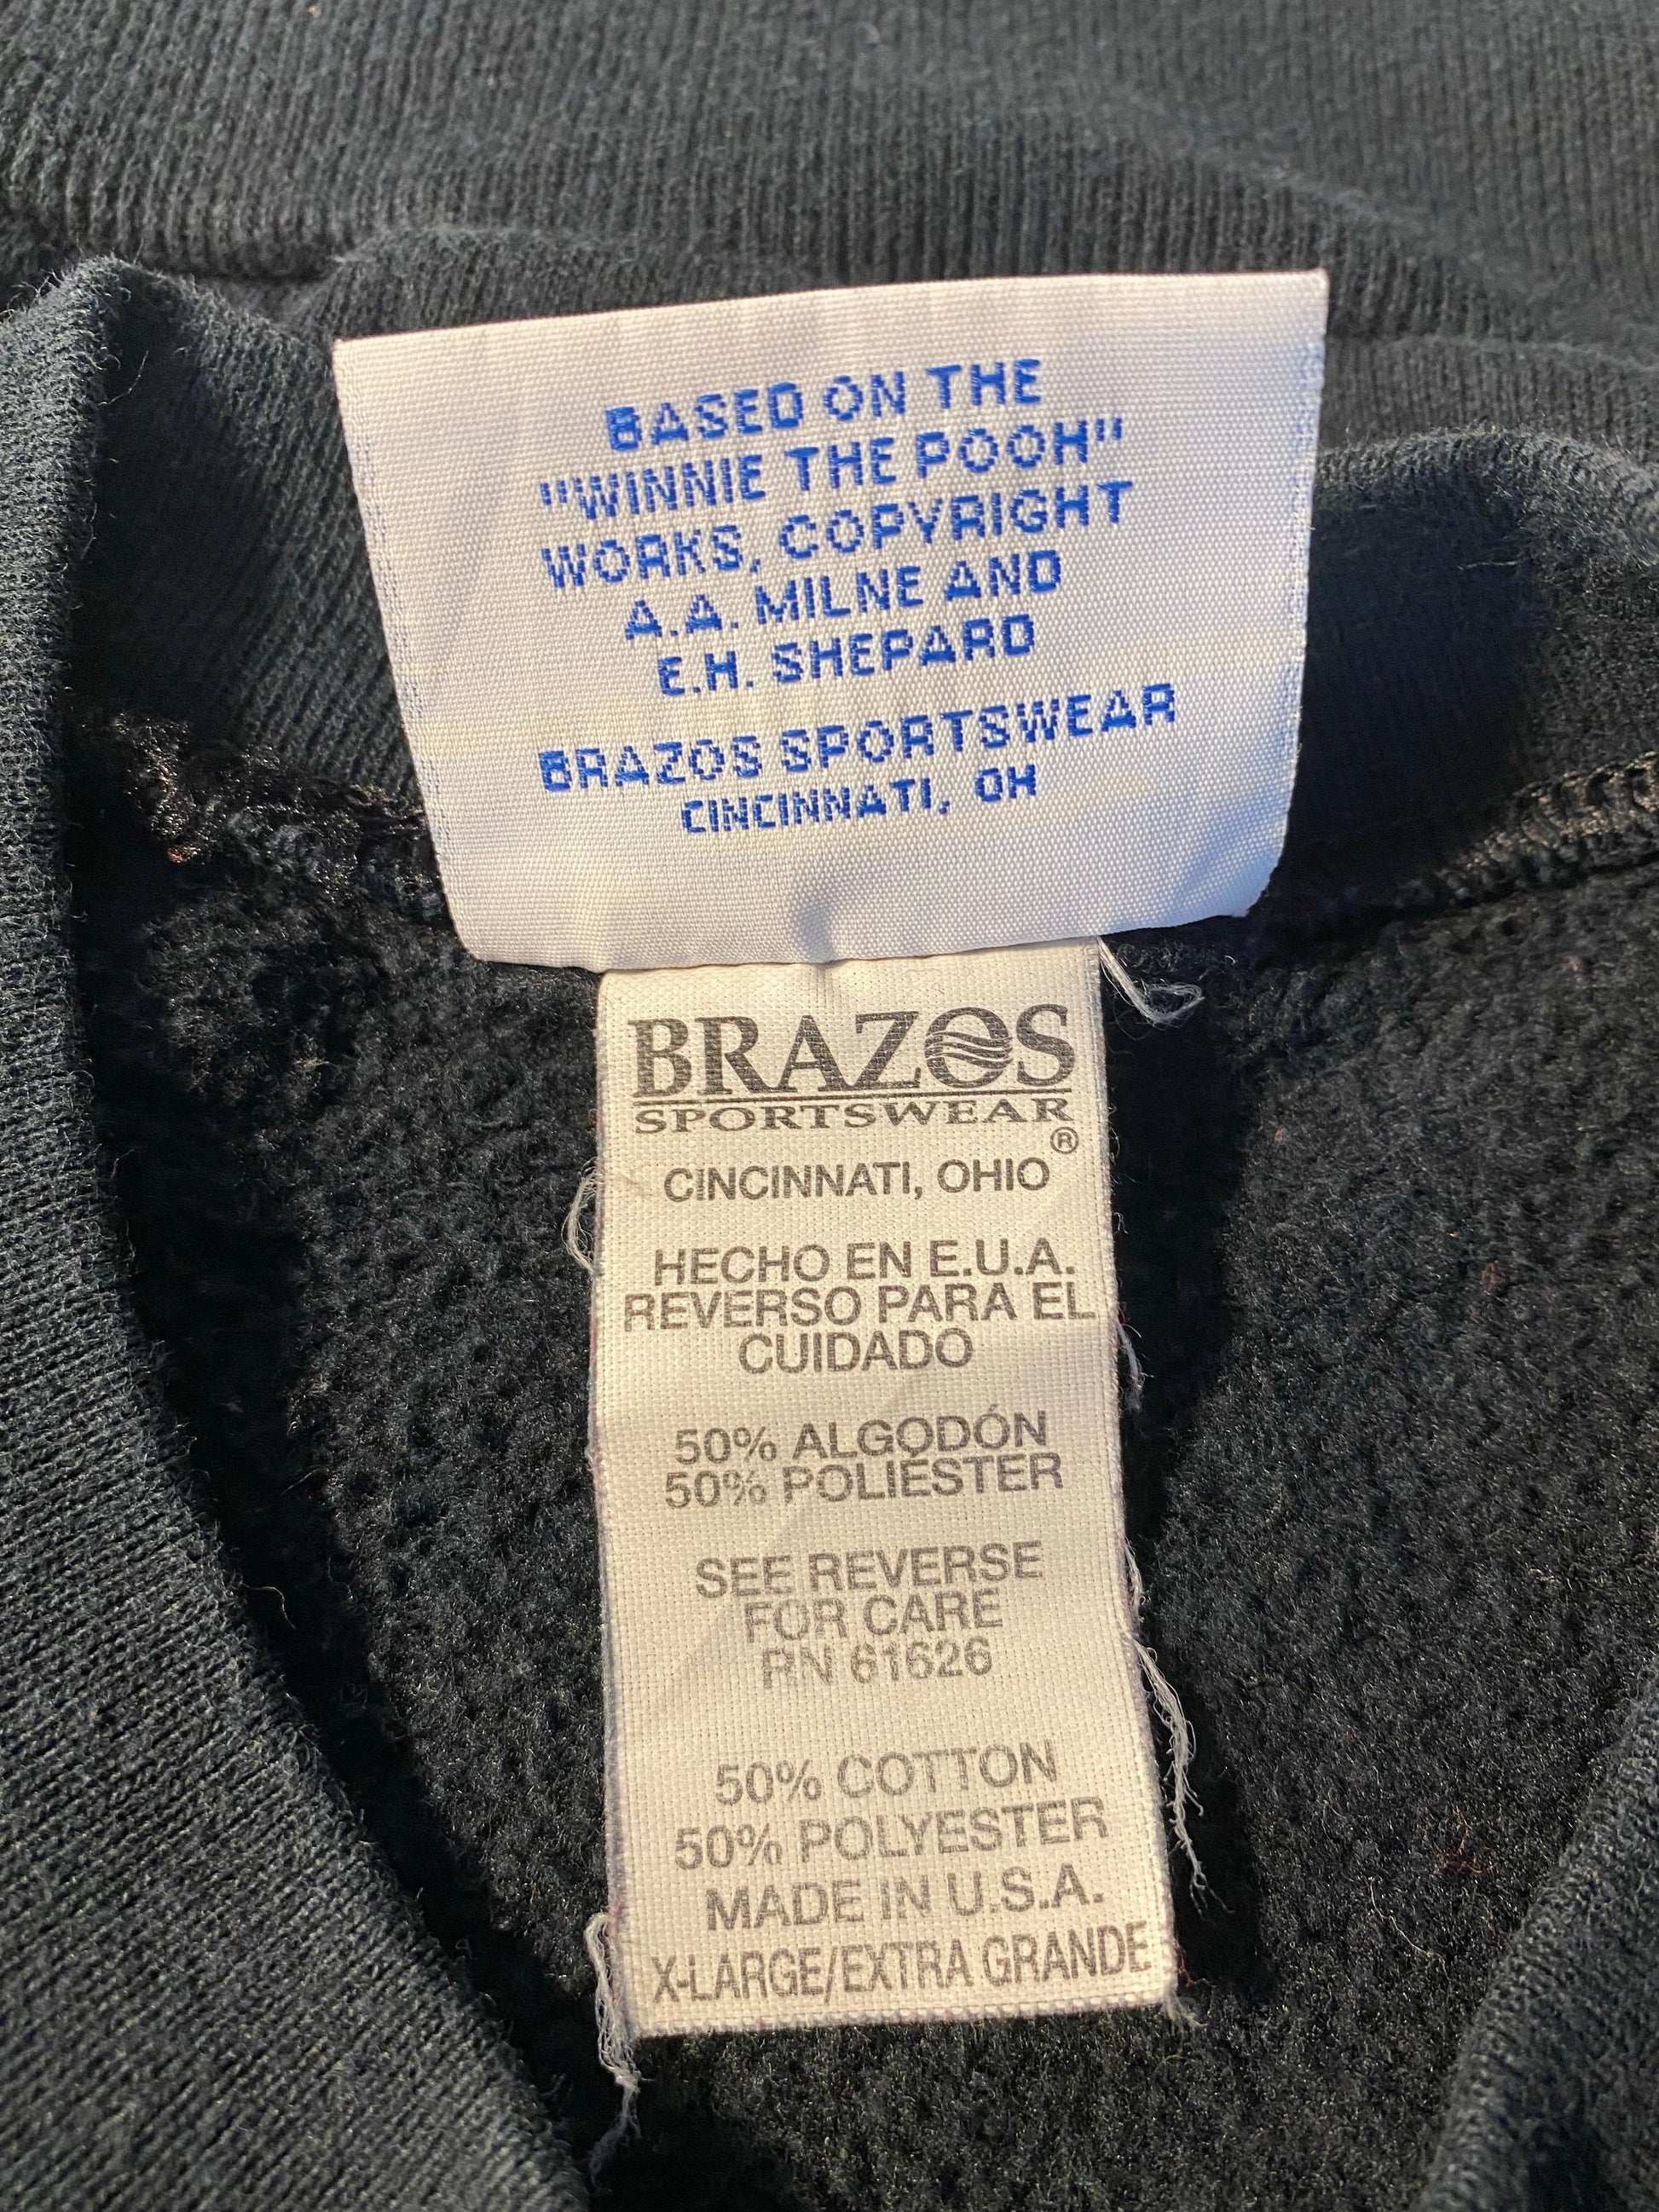 BASED ON THE
"WINNIE THE POOH"
WORKS, COPYRIGHT
A.A. MILNE AND
E.H. SHEPARD
BRAZOS SPORTSWEAR
CINCINNATI, OH
BRAZOS
SPORTSWEAR
®
CINCINNATI, OHIO
HECHO EN E.U.A.
REVERSO PARA EL
CUIDADO
50% ALGODÓN
50% POLIESTER
SEE REVERSE
FOR CARE
RN 61626
50% COTTON
50% POLYESTER
MADE IN U.S.A.
X-LARGE/EXTRA GRANDE